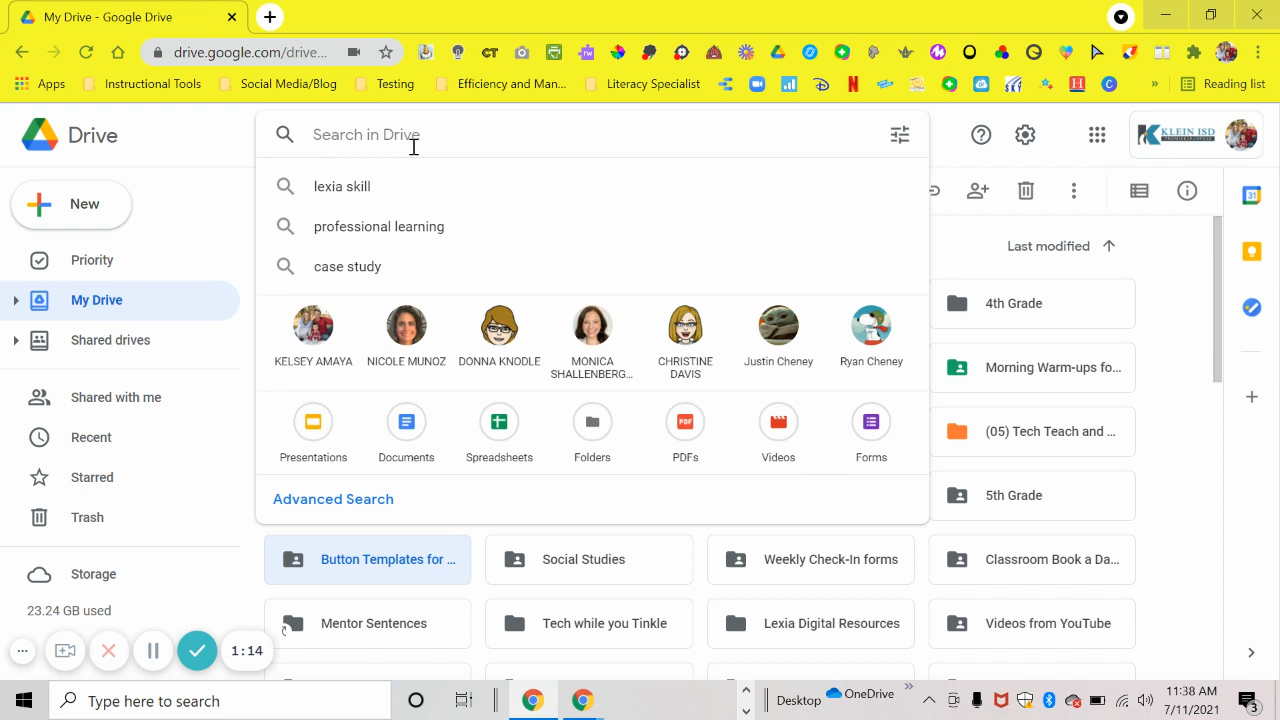 My Drive - Google Drive
drive.google.com/drive...
Apps
Instructional Tools
Social Media/Blog
Testing
Efficiency and Man...
Literacy Specialist
Reading list
Drive
Search in Drive
KLEIN ISD
New
lexia skill
professional learning
case study
Priority
My Drive
Shared drives
Shared with me
Recent
Starred
Trash
Storage
23.24 GB used
Last modified
KELSEY AMAYA
NICOLE MUNOZ
DONNA KNODLE
MONICA
SHALLENBERG...
CHRISTINE
DAVIS
Justin Cheney
Ryan Cheney
Presentations
Documents
Spreadsheets
Folders
PDF
PDFs
Videos
Forms
Advanced Search
4th Grade
Morning Warm-ups fo...
(05) Tech Teach and ...
5th Grade
Button Templates for ...
Social Studies
Weekly Check-In forms
Classroom Book a Da...
Mentor Sentences
Tech while you Tinkle
Lexia Digital Resources
Videos from YouTube
1:14
Type here to search
Desktop
OneDrive
11:38 AM
7/11/2021
3